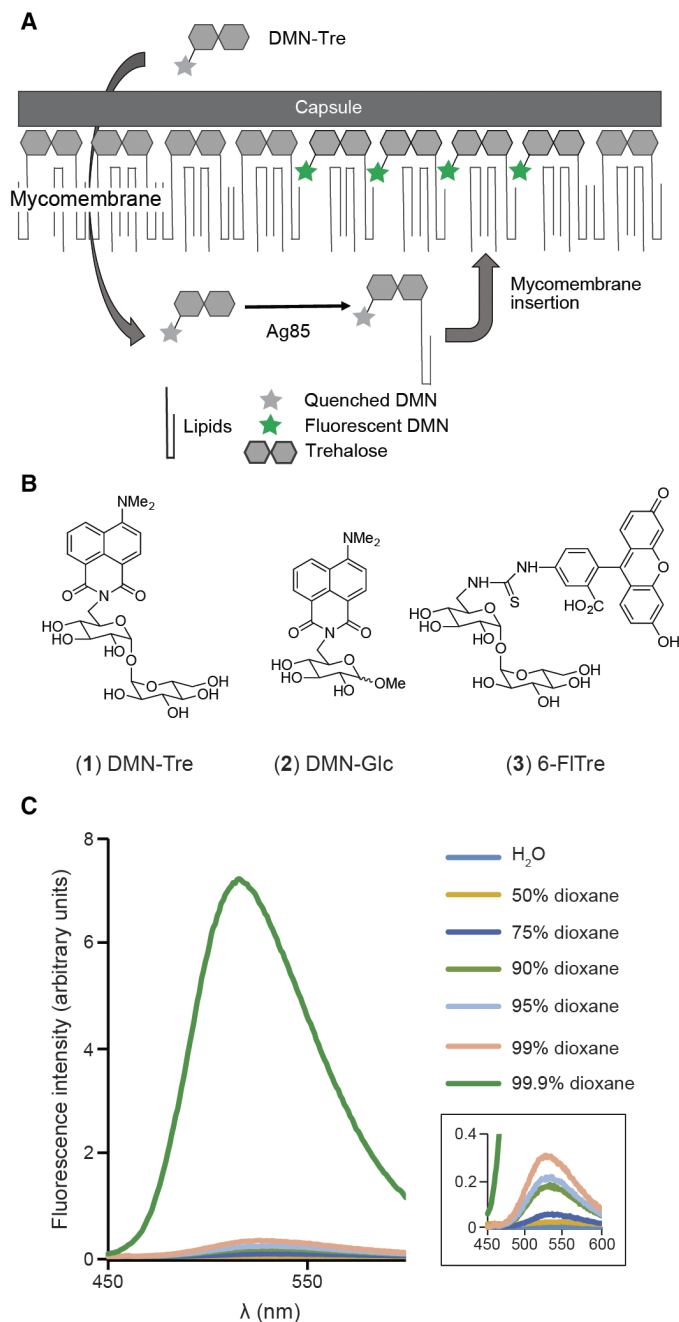 A
DMN-Tre
Capsule
Mycomembrane
Ag85
Mycomembrane
insertion
Lipids
Quenched DMN
Fluorescent DMN
Trehalose
B
NMe2
O N O
HO
HO
HO
O
O
HO
O
OH
HO
OH
OH
(1) DMN-Tre
NMe2
O N O
HO
HO
HO
O
OMe
(2) DMN-Glc
O
O
OH
HO2C
NH
NH
S
HO
HO
HO
O
O
HO
O
OH
HO
OH
OH
(3) 6-FlTre
C
Fluorescence intensity (arbitrary units)
8
6
4
2
0
450
550
λ (nm)
H2O
50% dioxane
75% dioxane
90% dioxane
95% dioxane
99% dioxane
99.9% dioxane
0.4
0.2
0
450 500 550 600